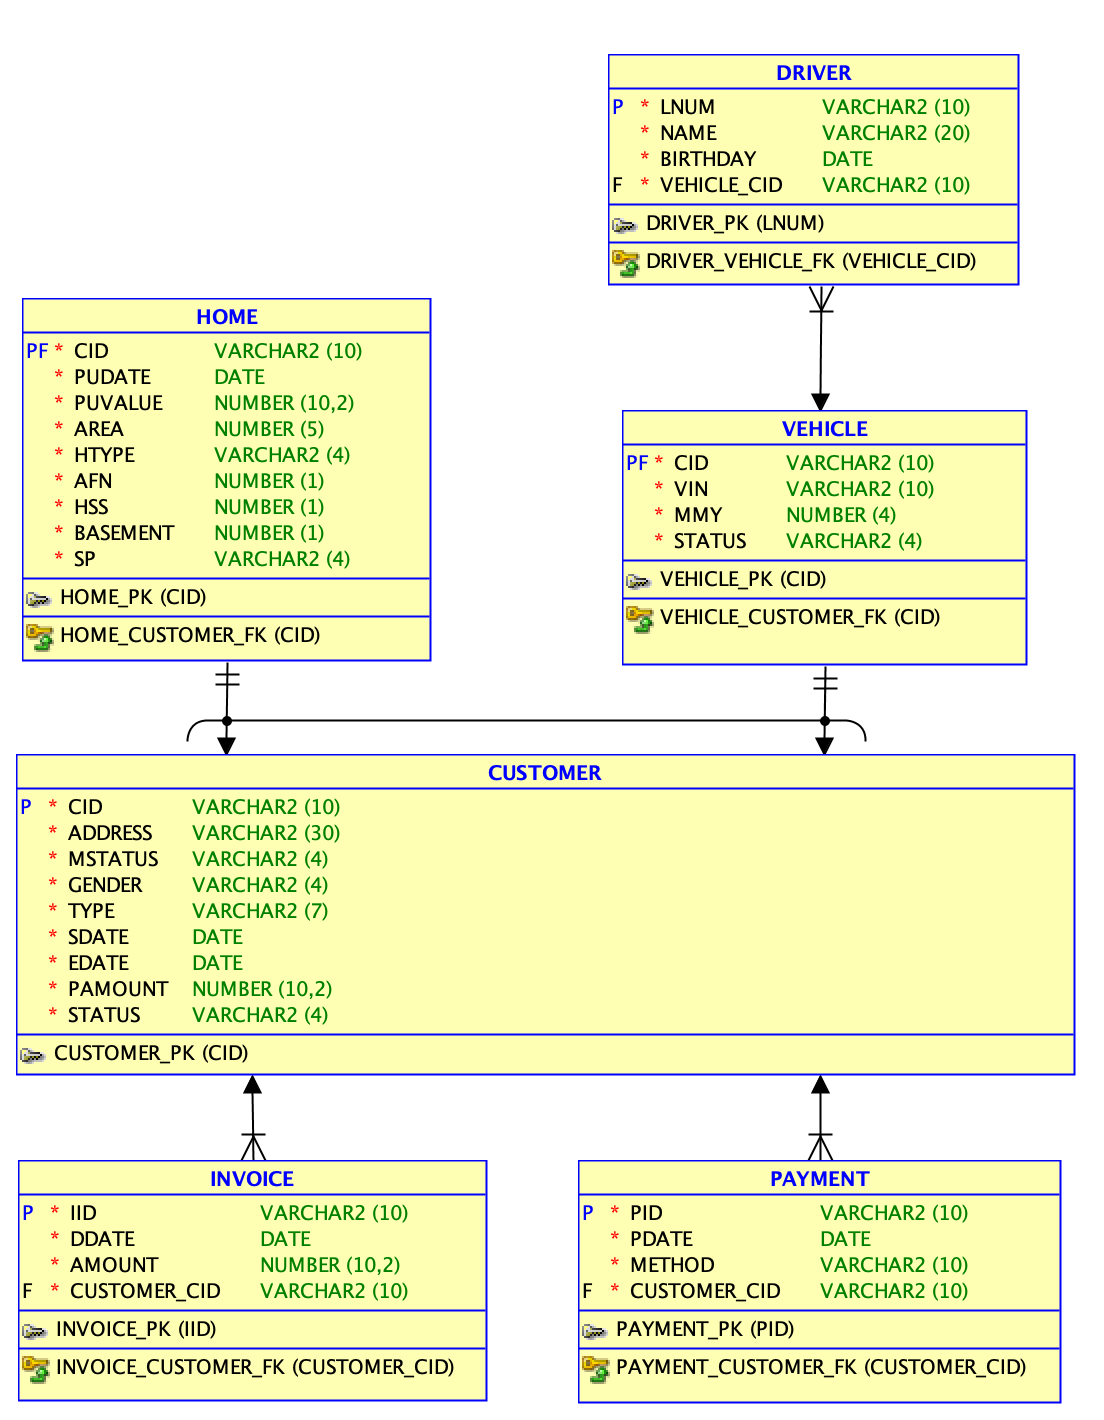 DRIVER
P * LNUM VARCHAR2 (10)
* NAME VARCHAR2 (20)
* BIRTHDAY DATE
F * VEHICLE_CID VARCHAR2 (10)
DRIVER_PK (LNUM)
DRIVER_VEHICLE_FK (VEHICLE_CID)
HOME
PF * CID VARCHAR2 (10)
* PUDATE DATE
* PUVALUE NUMBER (10,2)
* AREA NUMBER (5)
* HTYPE VARCHAR2 (4)
* AFN NUMBER (1)
* HSS NUMBER (1)
* BASEMENT NUMBER (1)
* SP VARCHAR2 (4)
HOME_PK (CID)
HOME_CUSTOMER_FK (CID)
VEHICLE
PF * CID VARCHAR2 (10)
* VIN VARCHAR2 (10)
* MMY NUMBER (4)
* STATUS VARCHAR2 (4)
VEHICLE_PK (CID)
VEHICLE_CUSTOMER_FK (CID)
CUSTOMER
P * CID VARCHAR2 (10)
* ADDRESS VARCHAR2 (30)
* MSTATUS VARCHAR2 (4)
* GENDER VARCHAR2 (4)
* TYPE VARCHAR2 (7)
* SDATE DATE
* EDATE DATE
* PAMOUNT NUMBER (10,2)
* STATUS VARCHAR2 (4)
CUSTOMER_PK (CID)
INVOICE
P * IID VARCHAR2 (10)
* DDATE DATE
* AMOUNT NUMBER (10,2)
F * CUSTOMER_CID VARCHAR2 (10)
INVOICE_PK (IID)
INVOICE_CUSTOMER_FK (CUSTOMER_CID)
PAYMENT
P * PID VARCHAR2 (10)
* PDATE DATE
* METHOD VARCHAR2 (10)
F * CUSTOMER_CID VARCHAR2 (10)
PAYMENT_PK (PID)
PAYMENT_CUSTOMER_FK (CUSTOMER_CID)